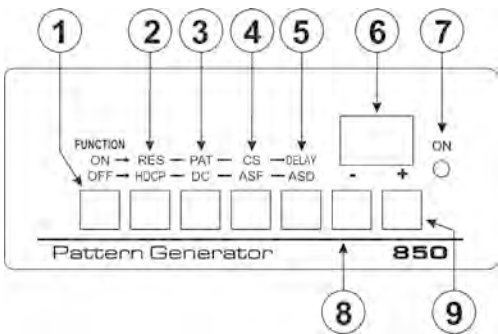 1 2 3 4 5 6 7
FUNCTION
ON RES PAT CS DELAY ON
OFF HDCP DC ASF ASD - +
Pattern Generator 850
8 9